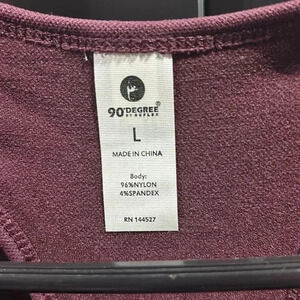 90°DEGREE®
BY REFLEX
L
MADE IN CHINA
Body:
96%NYLON
4%SPANDEX
RN 144527